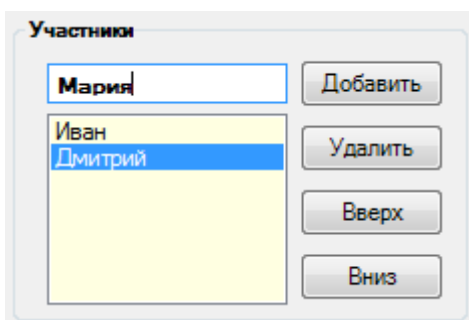 Участники
Мария
Добавить
Иван
Дмитрий
Удалить
Вверх
Вниз